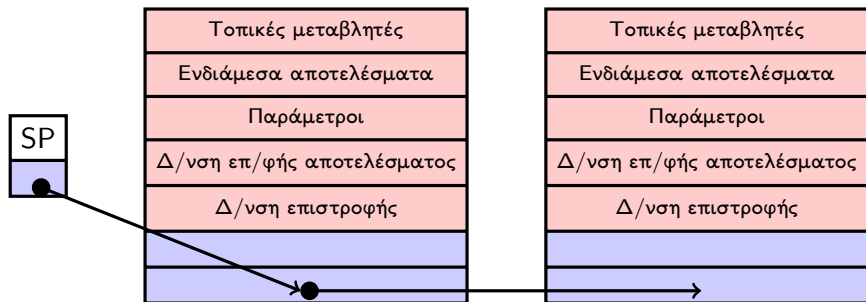 Τοπικές μεταβλητές
Ενδιάμεσα αποτελέσματα
Παράμετροι
Δ/νση επ/φής αποτελέσματος
Δ/νση επιστροφής
SP
Τοπικές μεταβλητές
Ενδιάμεσα αποτελέσματα
Παράμετροι
Δ/νση επ/φής αποτελέσματος
Δ/νση επιστροφής